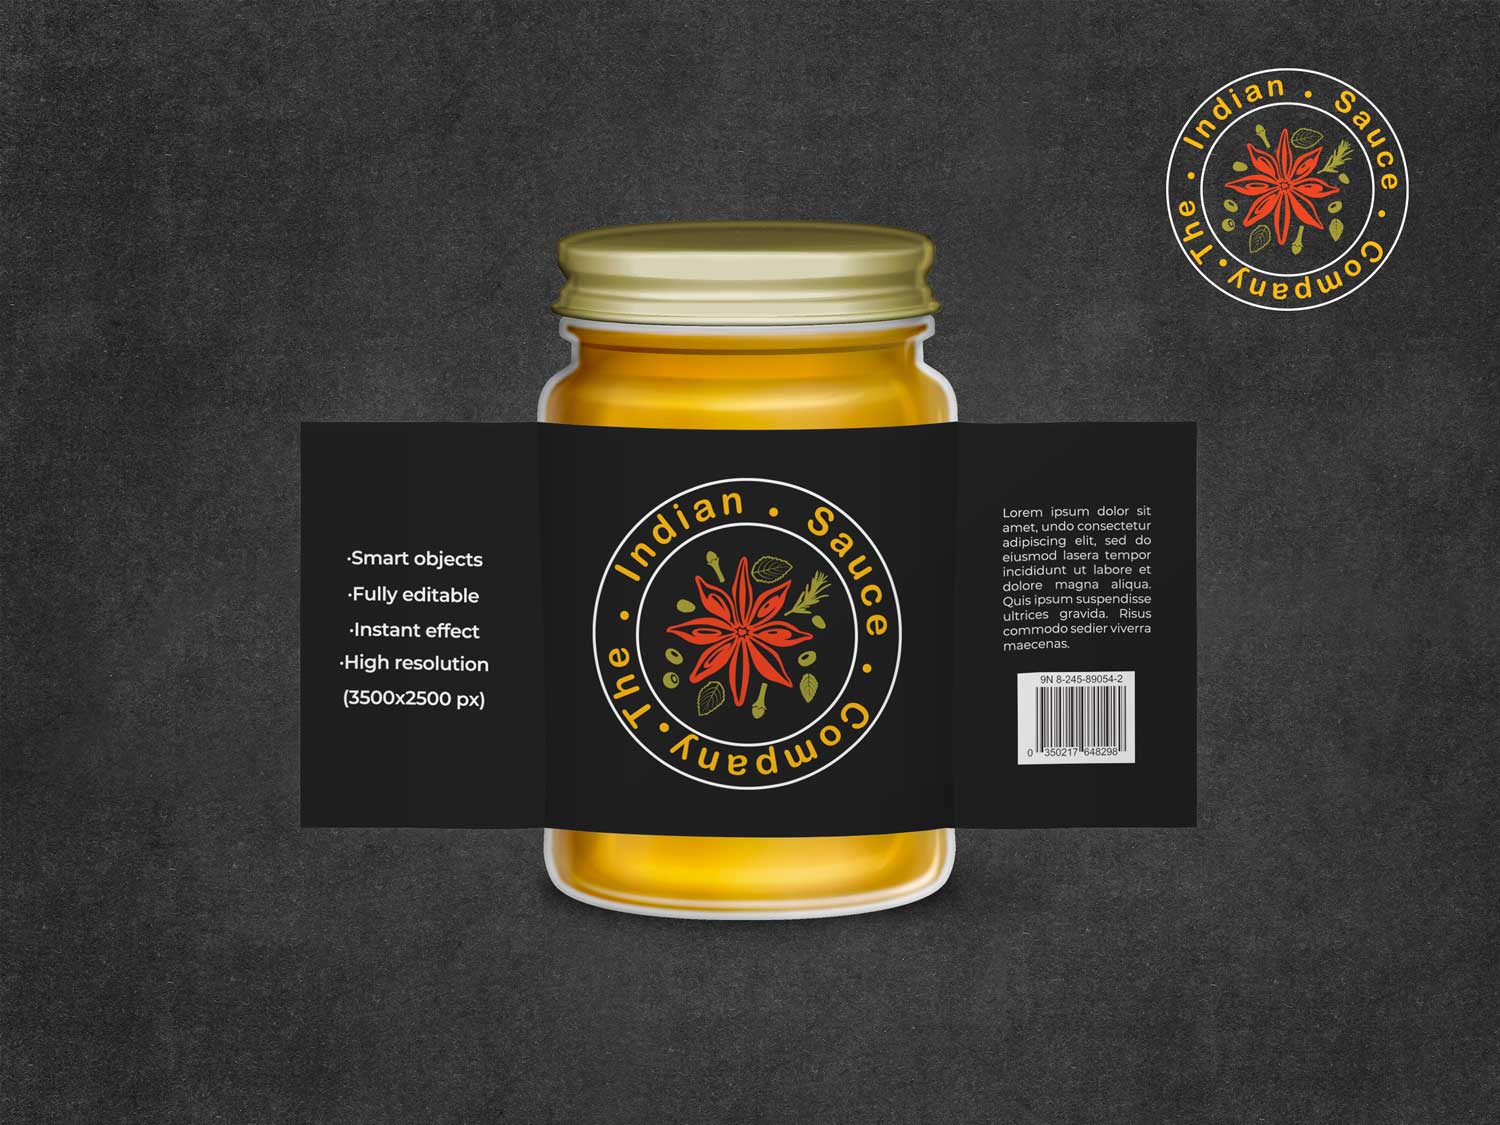 The • Indian • Sauce • Company •
•Smart objects
•Fully editable
•Instant effect
•High resolution
(3500x2500 px)
The • Indian • Sauce • Company •
Lorem ipsum dolor sit
amet, undo consectetur
adipiscing elit, sed do
eiusmod lasera tempor
incididunt ut labore et
dolore magna aliqua.
Quis ipsum suspendisse
ultrices gravida. Risus
commodo sedier viverra
maecenas.
9N 8-245-89054-2
0 350217 648298